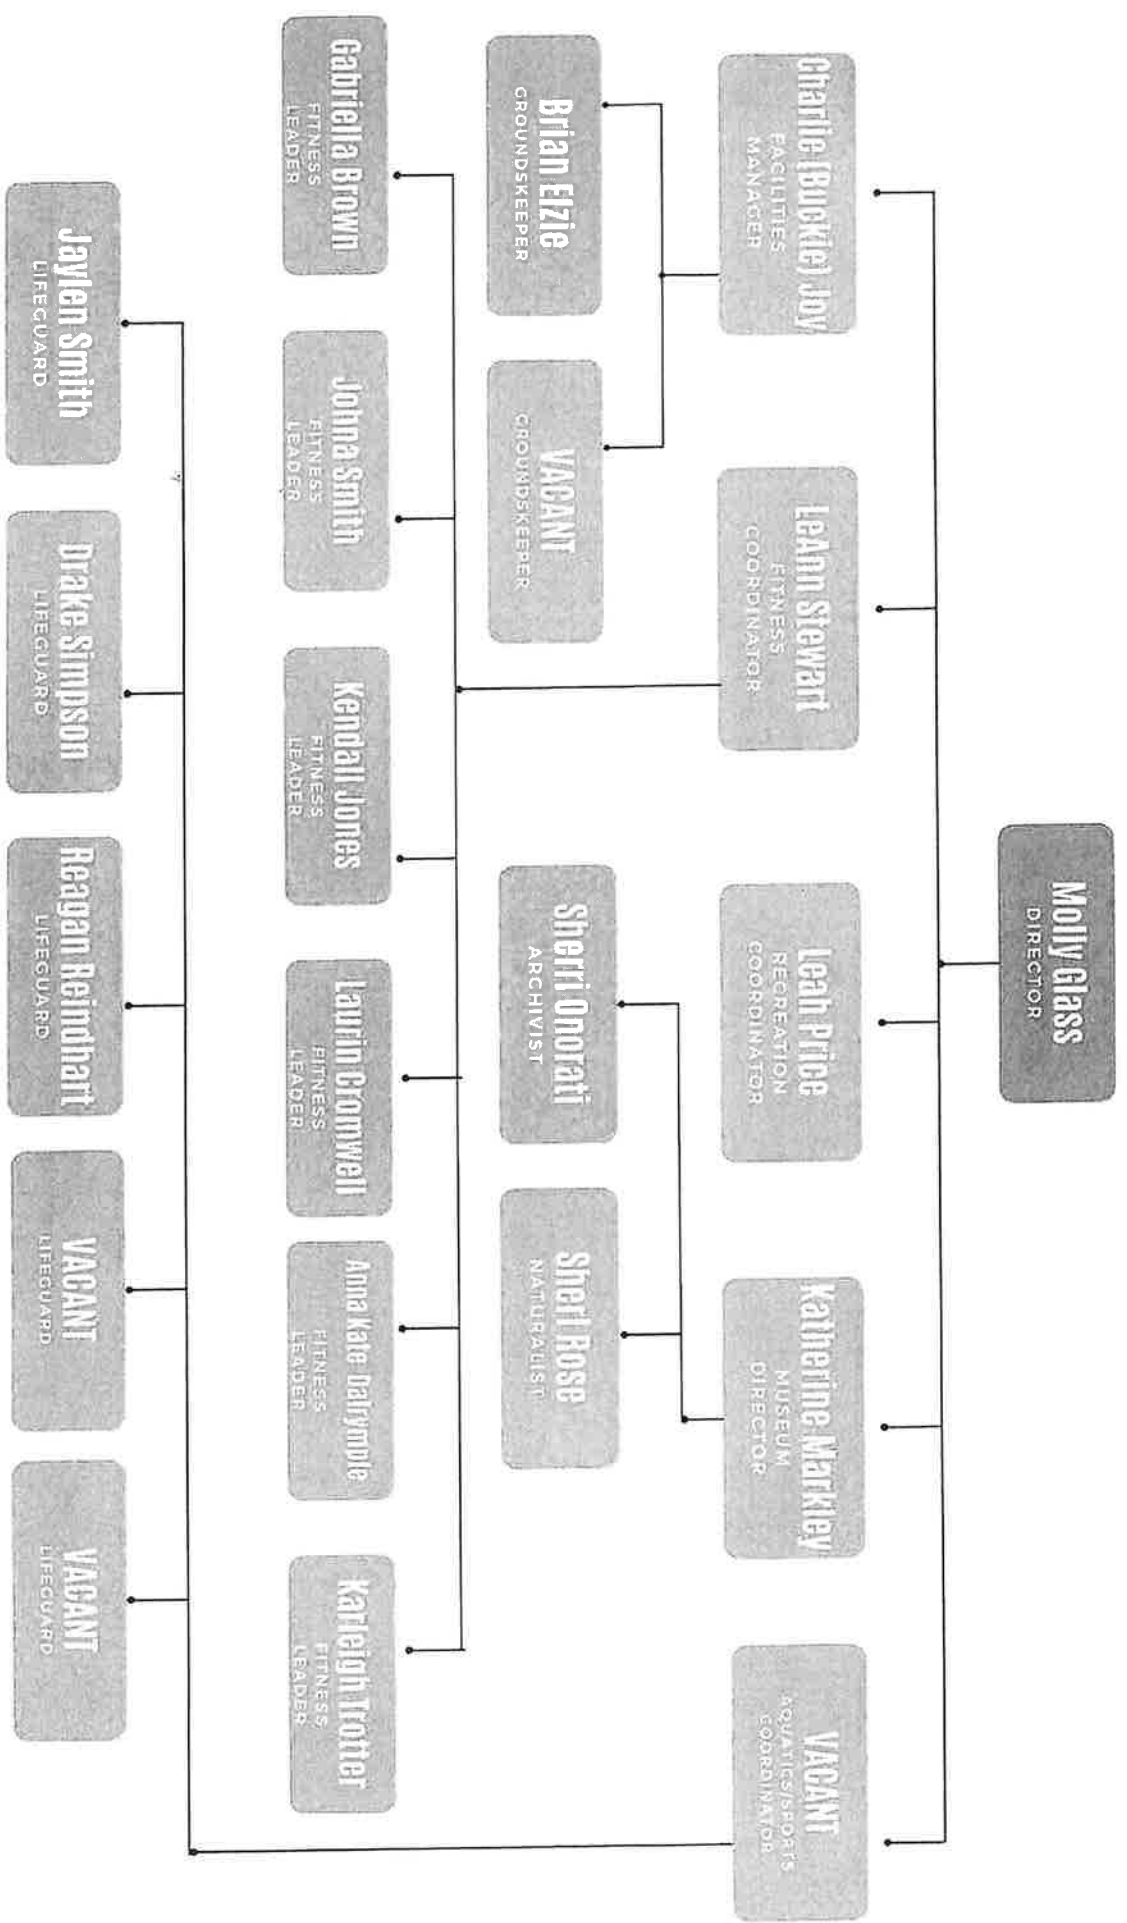 Molly Glass
DIRECTOR
Charlie (Buckie) Joy
FACILITIES
MANAGER
LeAnn Stewart
FITNESS
COORDINATOR
Leah Price
RECREATION
COORDINATOR
Katherine Markley
MUSEUM
DIRECTOR
VACANT
AQUATICS/SPORTS
COORDINATOR
Brian Elzie
GROUNDSKEEPER
VACANT
GROUNDSKEEPER
Sherri Onorati
ARCHIVIST
Sheri Rose
NATURALIST
Gabriella Brown
FITNESS
LEADER
Johna Smith
FITNESS
LEADER
Kendall Jones
FITNESS
LEADER
Laurin Cromwell
FITNESS
LEADER
Anna Kate Dalrymple
FITNESS
LEADER
Karleigh Trotter
FITNESS
LEADER
Jaylen Smith
LIFEGUARD
Drake Simpson
LIFEGUARD
Reagan Reindhart
LIFEGUARD
VACANT
LIFEGUARD
VACANT
LIFEGUARD